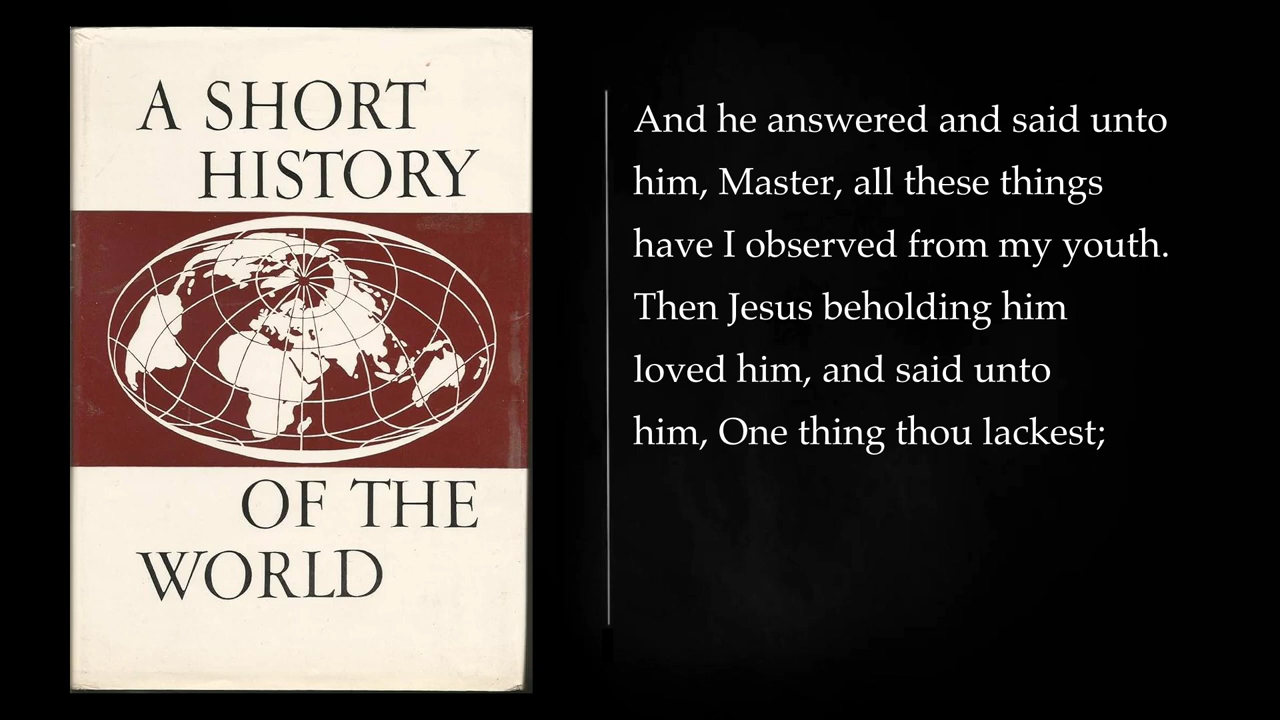 A SHORT
HISTORY
OF THE
WORLD
And he answered and said unto
him, Master, all these things
have I observed from my youth.
Then Jesus beholding him
loved him, and said unto
him, One thing thou lackest;